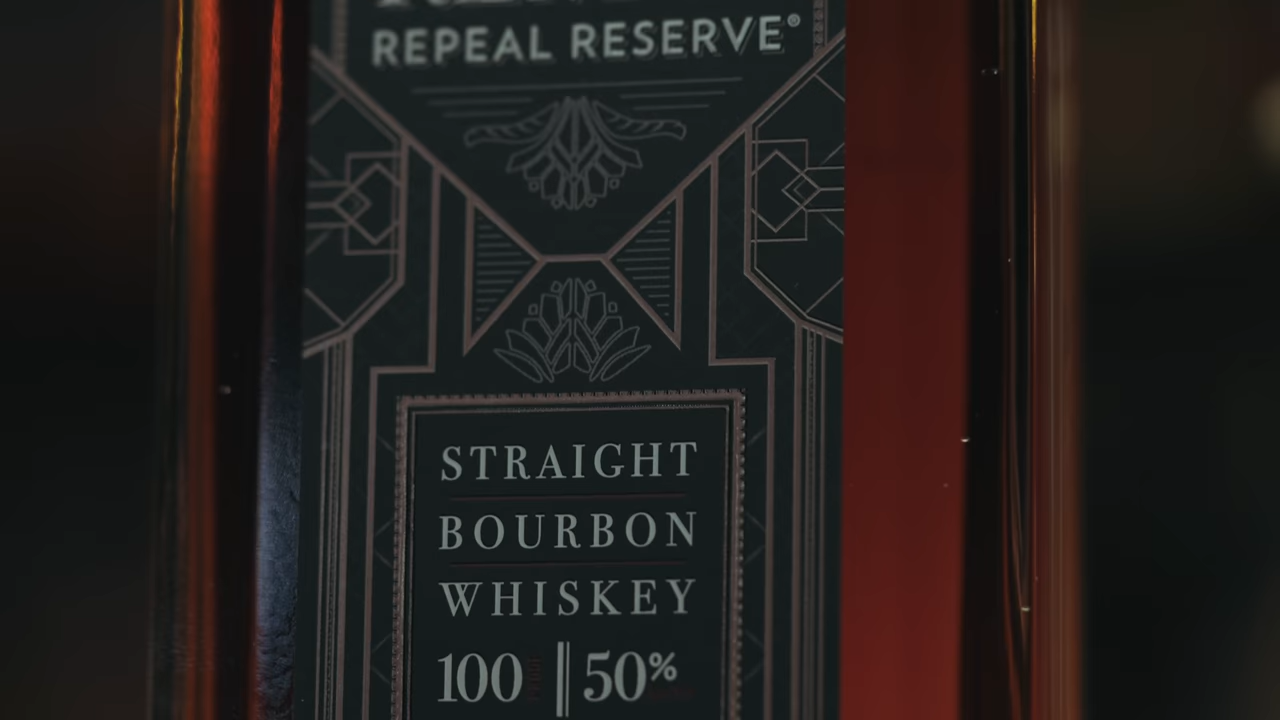 REPEAL RESERVE®
STRAIGHT
BOURBON
WHISKEY
100 50%